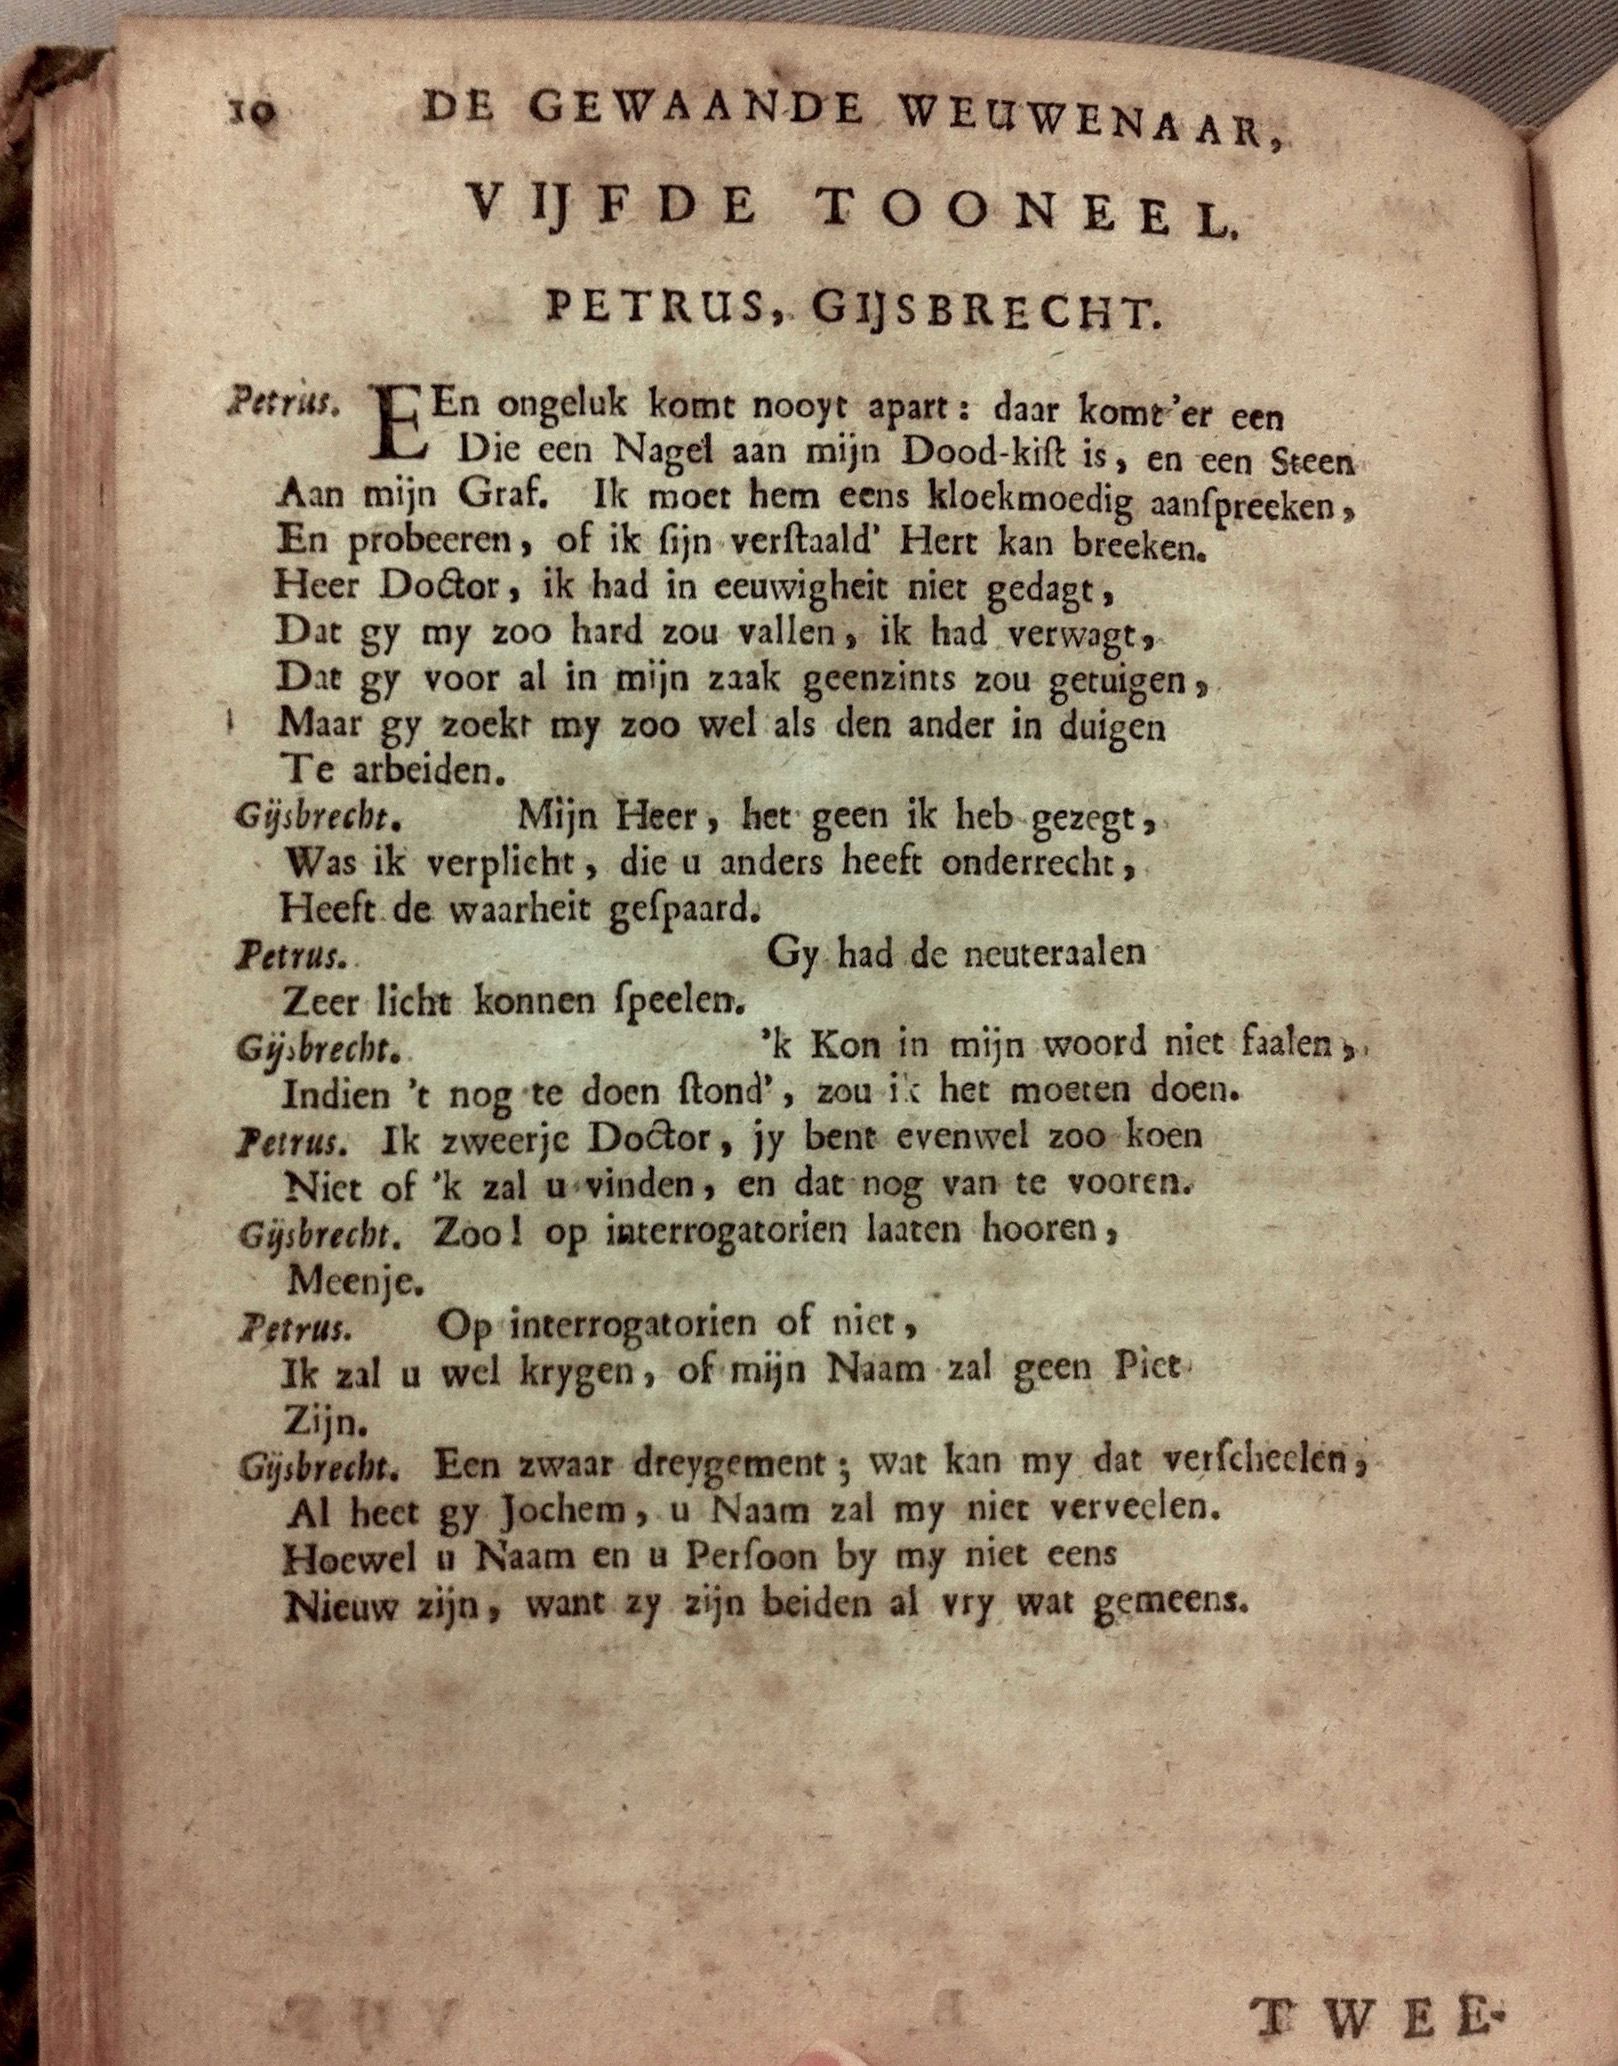 10 DE GEWAANDE WEUWENAAR,
VIJFDE TOONEEL.
PETRUS, GIJSBRECHT.
Petrus. EEn ongeluk komt nooyt apart: daar komt'er een
Die een Nagel aan mijn Dood-kiſt is, en een Steen
Aan mijn Graf. Ik moet hem eens kloekmoedig aanſpreeken,
En probeeren, of ik ſijn verſtaald' Hert kan breeken.
Heer Doctor, ik had in eeuwigheit niet gedagt,
Dat gy my zoo hard zou vallen, ik had verwagt,
Dat gy voor al in mijn zaak geenzints zou getuigen,
Maar gy zoekt my zoo wel als den ander in duigen
Te arbeiden.
Gijsbrecht. Mijn Heer, het geen ik heb gezegt,
Was ik verplicht, die u anders heeft onderrecht,
Heeft de waarheit geſpaard.
Petrus. Gy had de neuteraalen
Zeer licht konnen ſpeelen.
Gijsbrecht. 'k Kon in mijn woord niet faalen,
Indien 't nog te doen ſtond', zou ik het moeten doen.
Petrus. Ik zweerje Doctor, jy bent evenwel zoo koen
Niet of 'k zal u vinden, en dat nog van te vooren.
Gijsbrecht. Zoo! op interrogatorien laaten hooren,
Meenje.
Petrus. Op interrogatorien of niet,
Ik zal u wel krygen, of mijn Naam zal geen Piet
Zijn.
Gijsbrecht. Een zwaar dreygement; wat kan my dat verſcheelen,
Al heet gy Jochem, u Naam zal my niet verveelen.
Hoewel u Naam en u Perſoon by my niet eens
Nieuw zijn, want zy zijn beiden al vry wat gemeens.
TWEE-